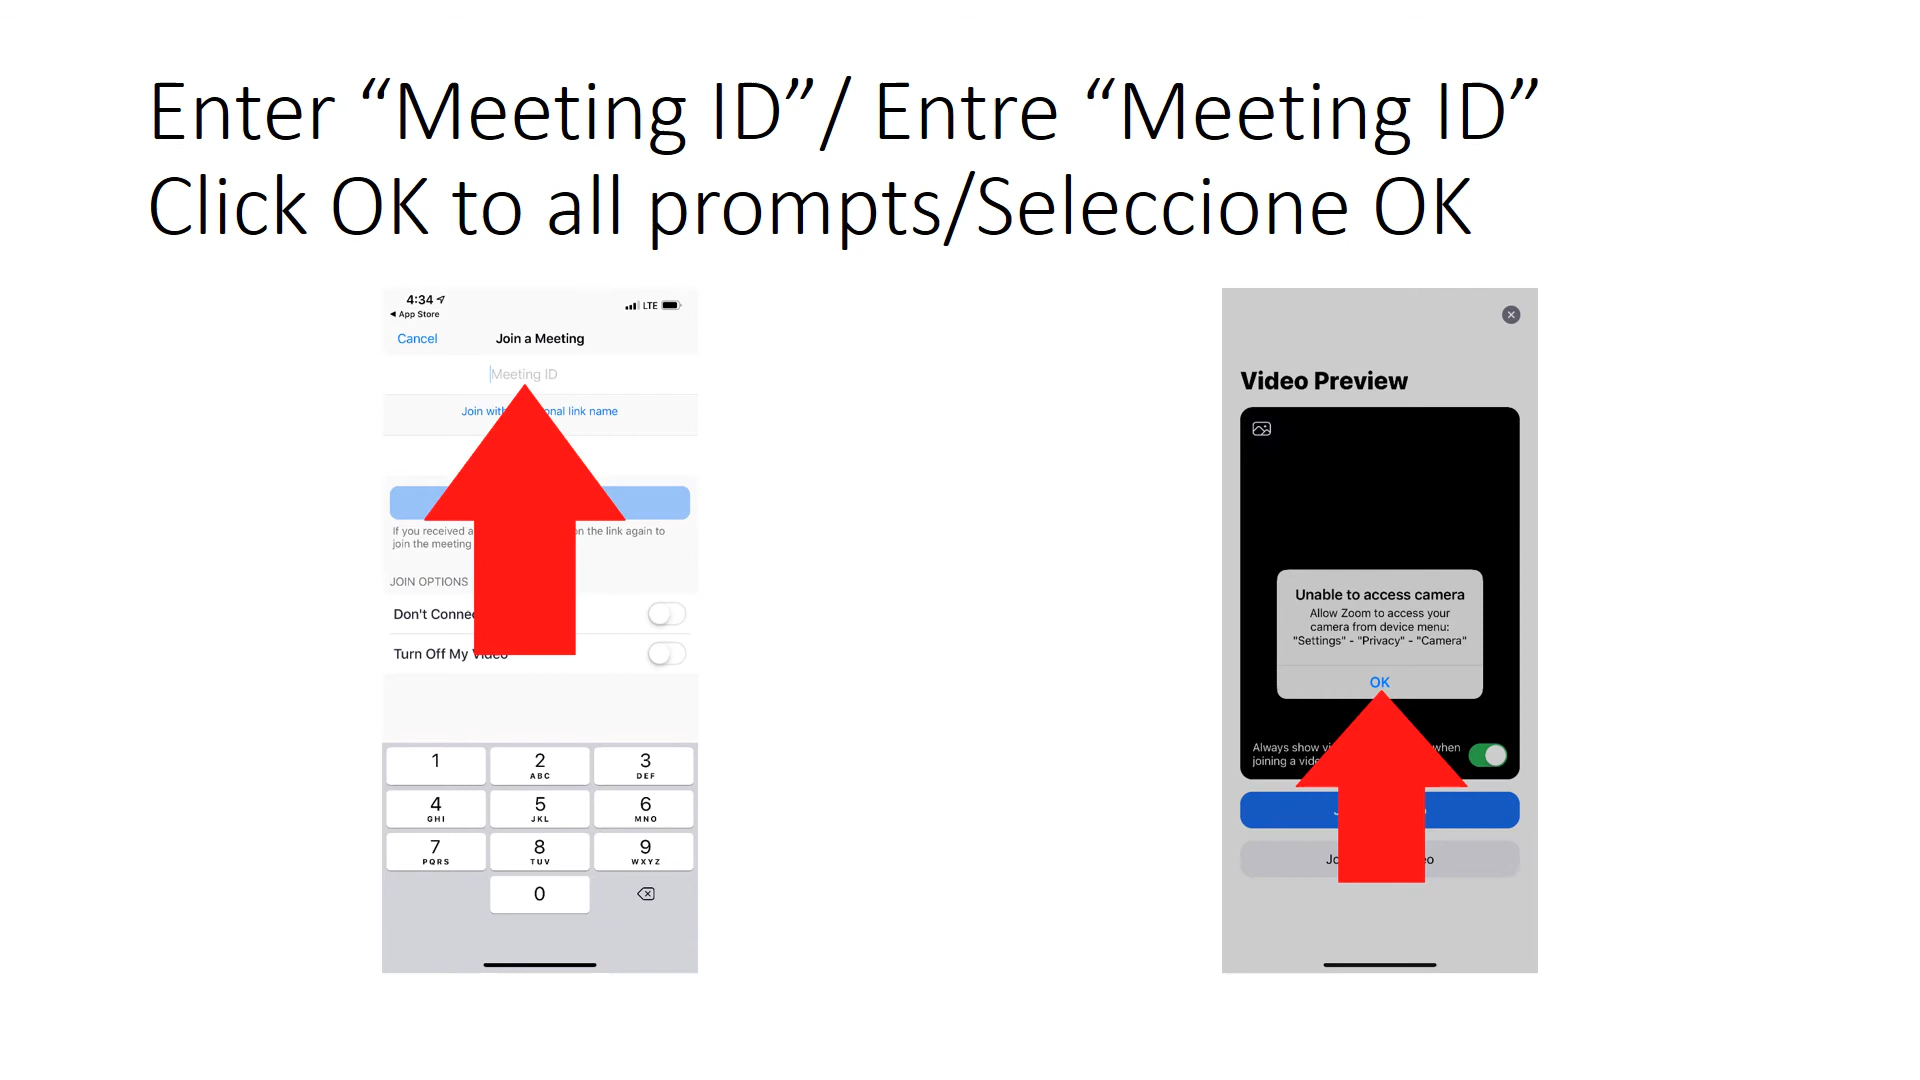 Enter “Meeting ID”/ Entre “Meeting ID”
Click OK to all prompts/Seleccione OK
4:34
LTE
App Store
Cancel
Join a Meeting
Meeting ID
Join with
nal link name
If you received
on the link again to
join the meeting
JOIN OPTIONS
Don't
Turn Off My Video
1
2
ABC
3
DEF
4
GHI
5
JKL
6
MNO
7
PQRS
8
TUV
9
WXYZ
0
Video Preview
Unable to access camera
Allow Zoom to access your
camera from device menu:
"Settings" - "Privacy" - "Camera"
OK
Always show
when
joining a